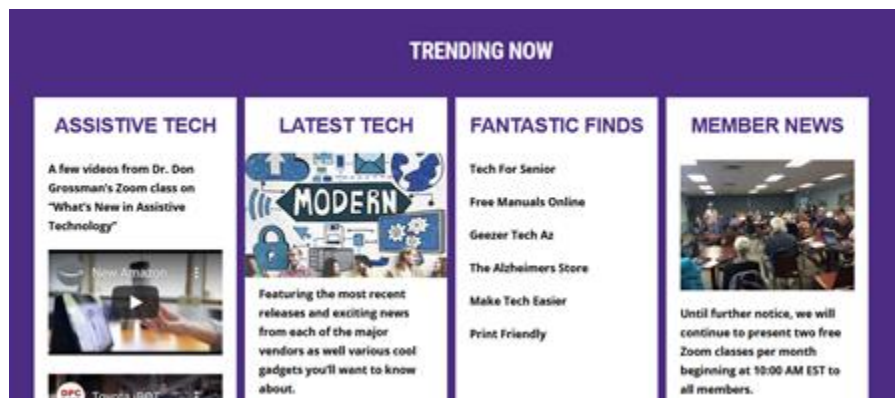 TRENDING NOW
ASSISTIVE TECH
A few videos from Dr. Don
Grossman's Zoom class on
"What's New in Assistive
Technology"
New Amazon
OPC
Toyota iBOT
LATEST TECH
MODERN
Featuring the most recent
releases and exciting news
from each of the major
vendors as well various cool
gadgets you'll want to know
about.
FANTASTIC FINDS
Tech For Senior
Free Manuals Online
Geezer Tech Az
The Alzheimers Store
Make Tech Easier
Print Friendly
MEMBER NEWS
Until further notice, we will
continue to present two free
Zoom classes per month
beginning at 10:00 AM EST to
all members.